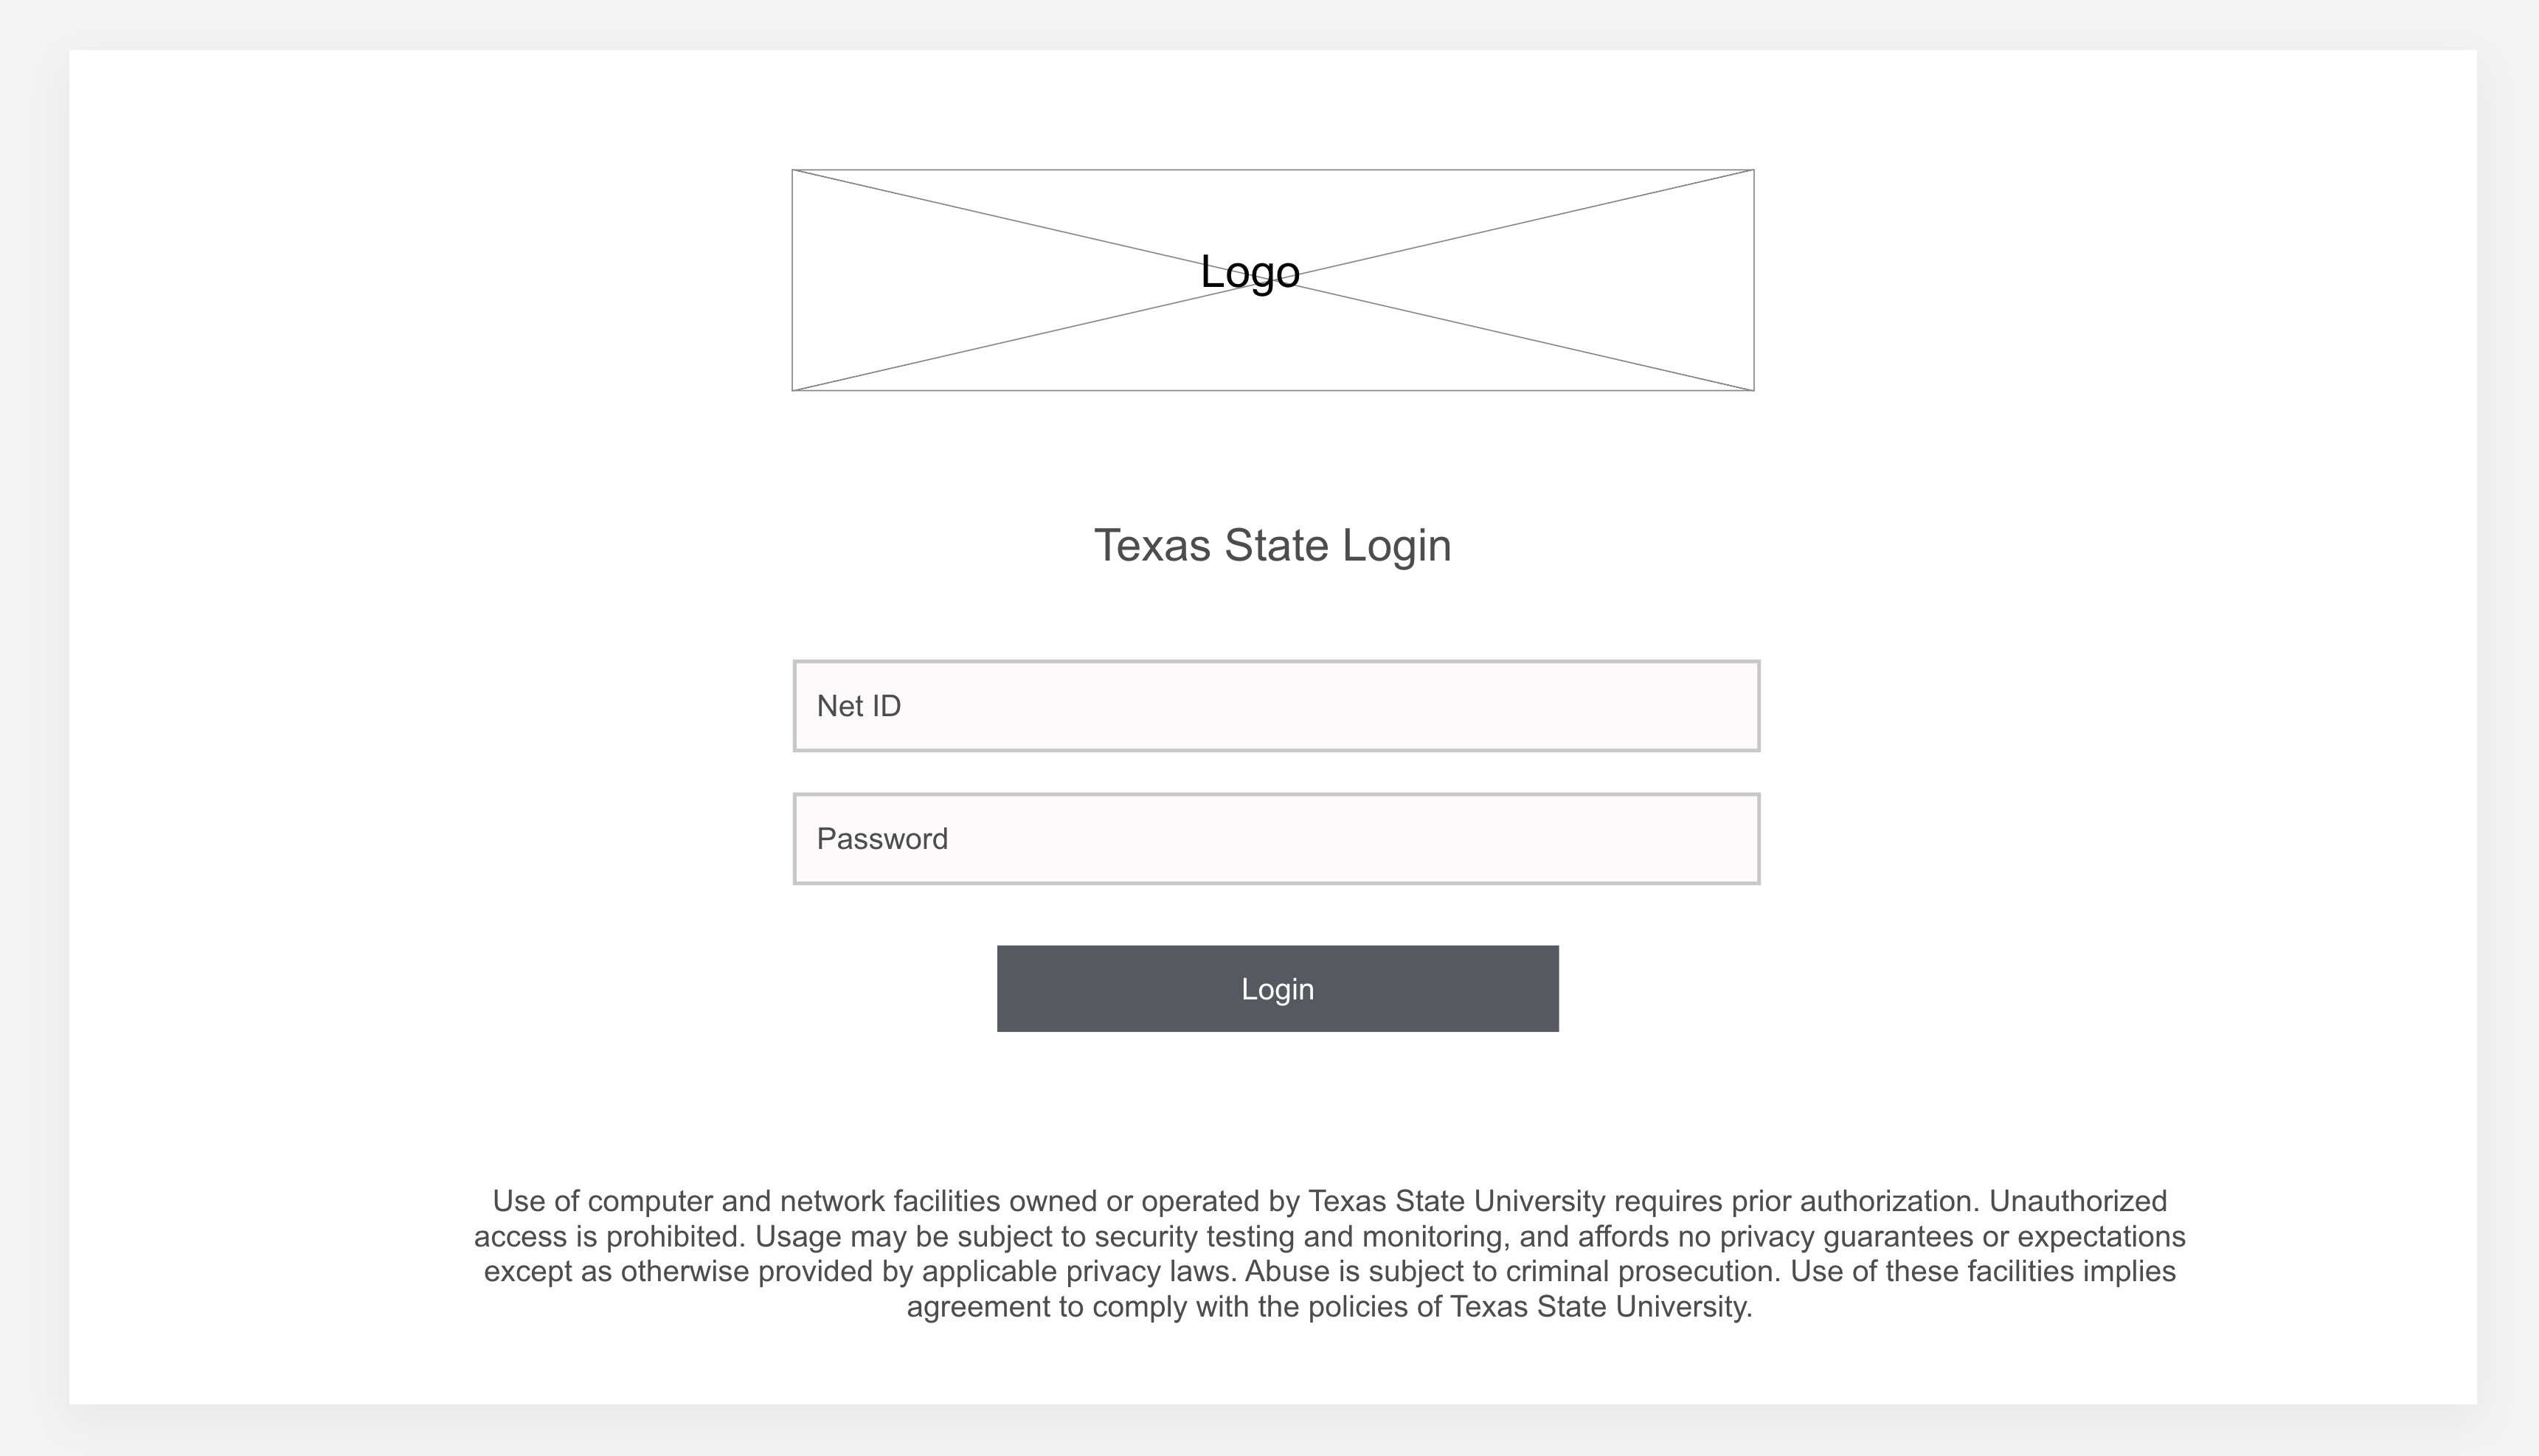 Logo
Texas State Login
Net ID
Password
Login
Use of computer and network facilities owned or operated by Texas State University requires prior authorization. Unauthorized
access is prohibited. Usage may be subject to security testing and monitoring, and affords no privacy guarantees or expectations
except as otherwise provided by applicable privacy laws. Abuse is subject to criminal prosecution. Use of these facilities implies
agreement to comply with the policies of Texas State University.